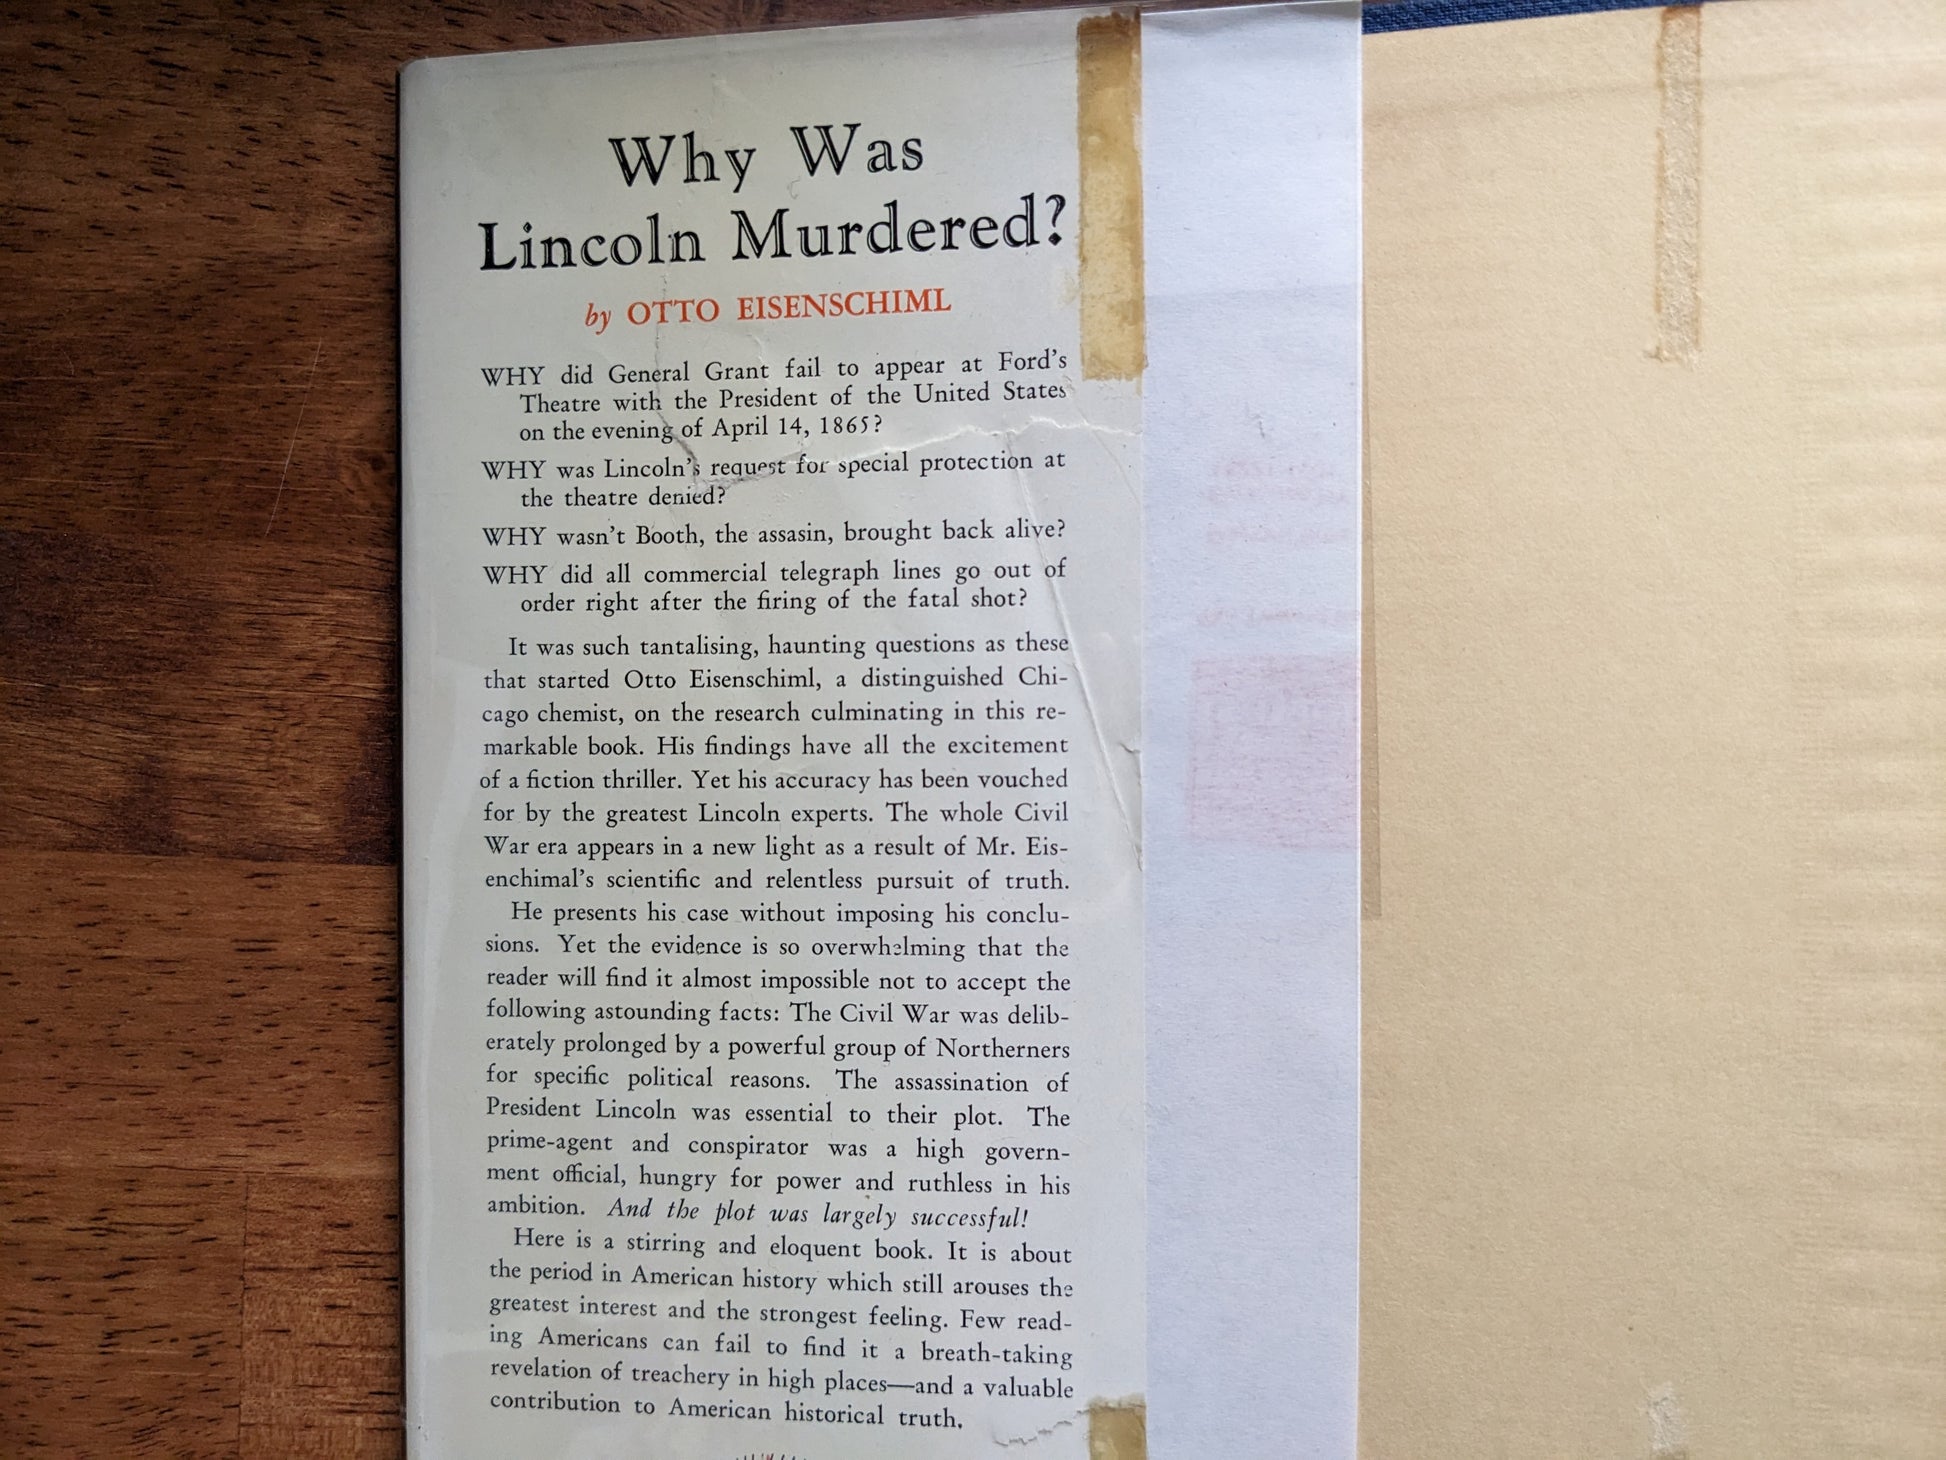 Why Was
Lincoln Murdered?
by OTTO EISENSCHIML
WHY did General Grant fail to appear at Ford's
Theatre with the President of the United States
on the evening of April 14, 1865?
WHY was Lincoln's request for special protection at
the theatre denied?
WHY wasn't Booth, the assasin, brought back alive?
WHY did all commercial telegraph lines go out of
order right after the firing of the fatal shot?
It was such tantalising, haunting questions as these
that started Otto Eisenschiml, a distinguished Chi-
cago chemist, on the research culminating in this re-
markable book. His findings have all the excitement
of a fiction thriller. Yet his accuracy has been vouched
for by the greatest Lincoln experts. The whole Civil
War era appears in a new light as a result of Mr. Eis-
enchimal's scientific and relentless pursuit of truth.
He presents his case without imposing his conclu-
sions. Yet the evidence is so overwhelming that the
reader will find it almost impossible not to accept the
following astounding facts: The Civil War was delib-
erately prolonged by a powerful group of Northerners
for specific political reasons. The assassination of
President Lincoln was essential to their plot. The
prime-agent and conspirator was a high govern-
ment official, hungry for power and ruthless in his
ambition. And the plot was largely successful!
Here is a stirring and eloquent book. It is about
the period in American history which still arouses the
greatest interest and the strongest feeling. Few read-
ing Americans can fail to find it a breath-taking
revelation of treachery in high places—and a valuable
contribution to American historical truth.